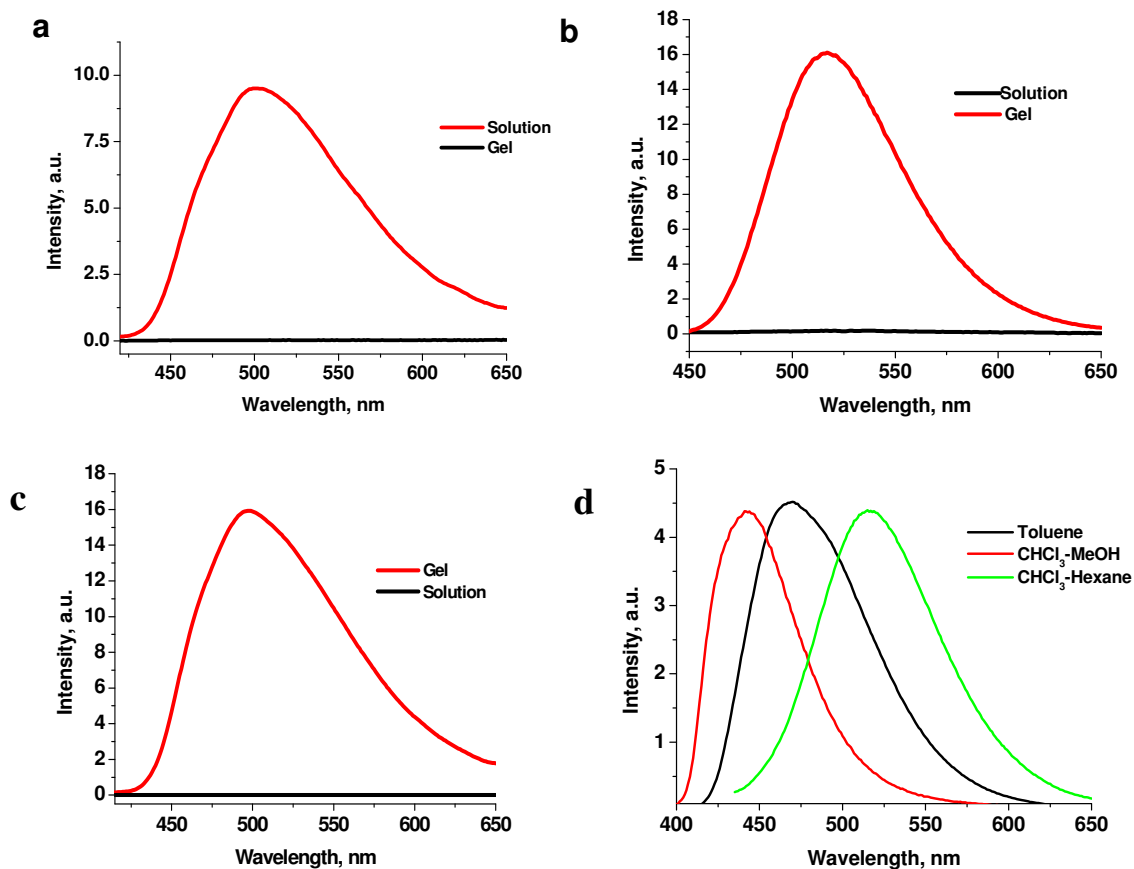 a
10.0
7.5
5.0
2.5
0.0
450 500 550 600 650
Wavelength, nm
Intensity, a.u.
Solution
Gel
b
18
16
14
12
10
8
6
4
2
0
450 500 550 600 650
Wavelength, nm
Intensity, a.u.
Solution
Gel
c
18
16
14
12
10
8
6
4
2
0
450 500 550 600 650
Wavelength, nm
Intensity, a.u.
Gel
Solution
d
5
4
3
2
1
400 450 500 550 600 650
Wavelength, nm
Intensity, a.u.
Toluene
CHCl₃-MeOH
CHCl₃-Hexane